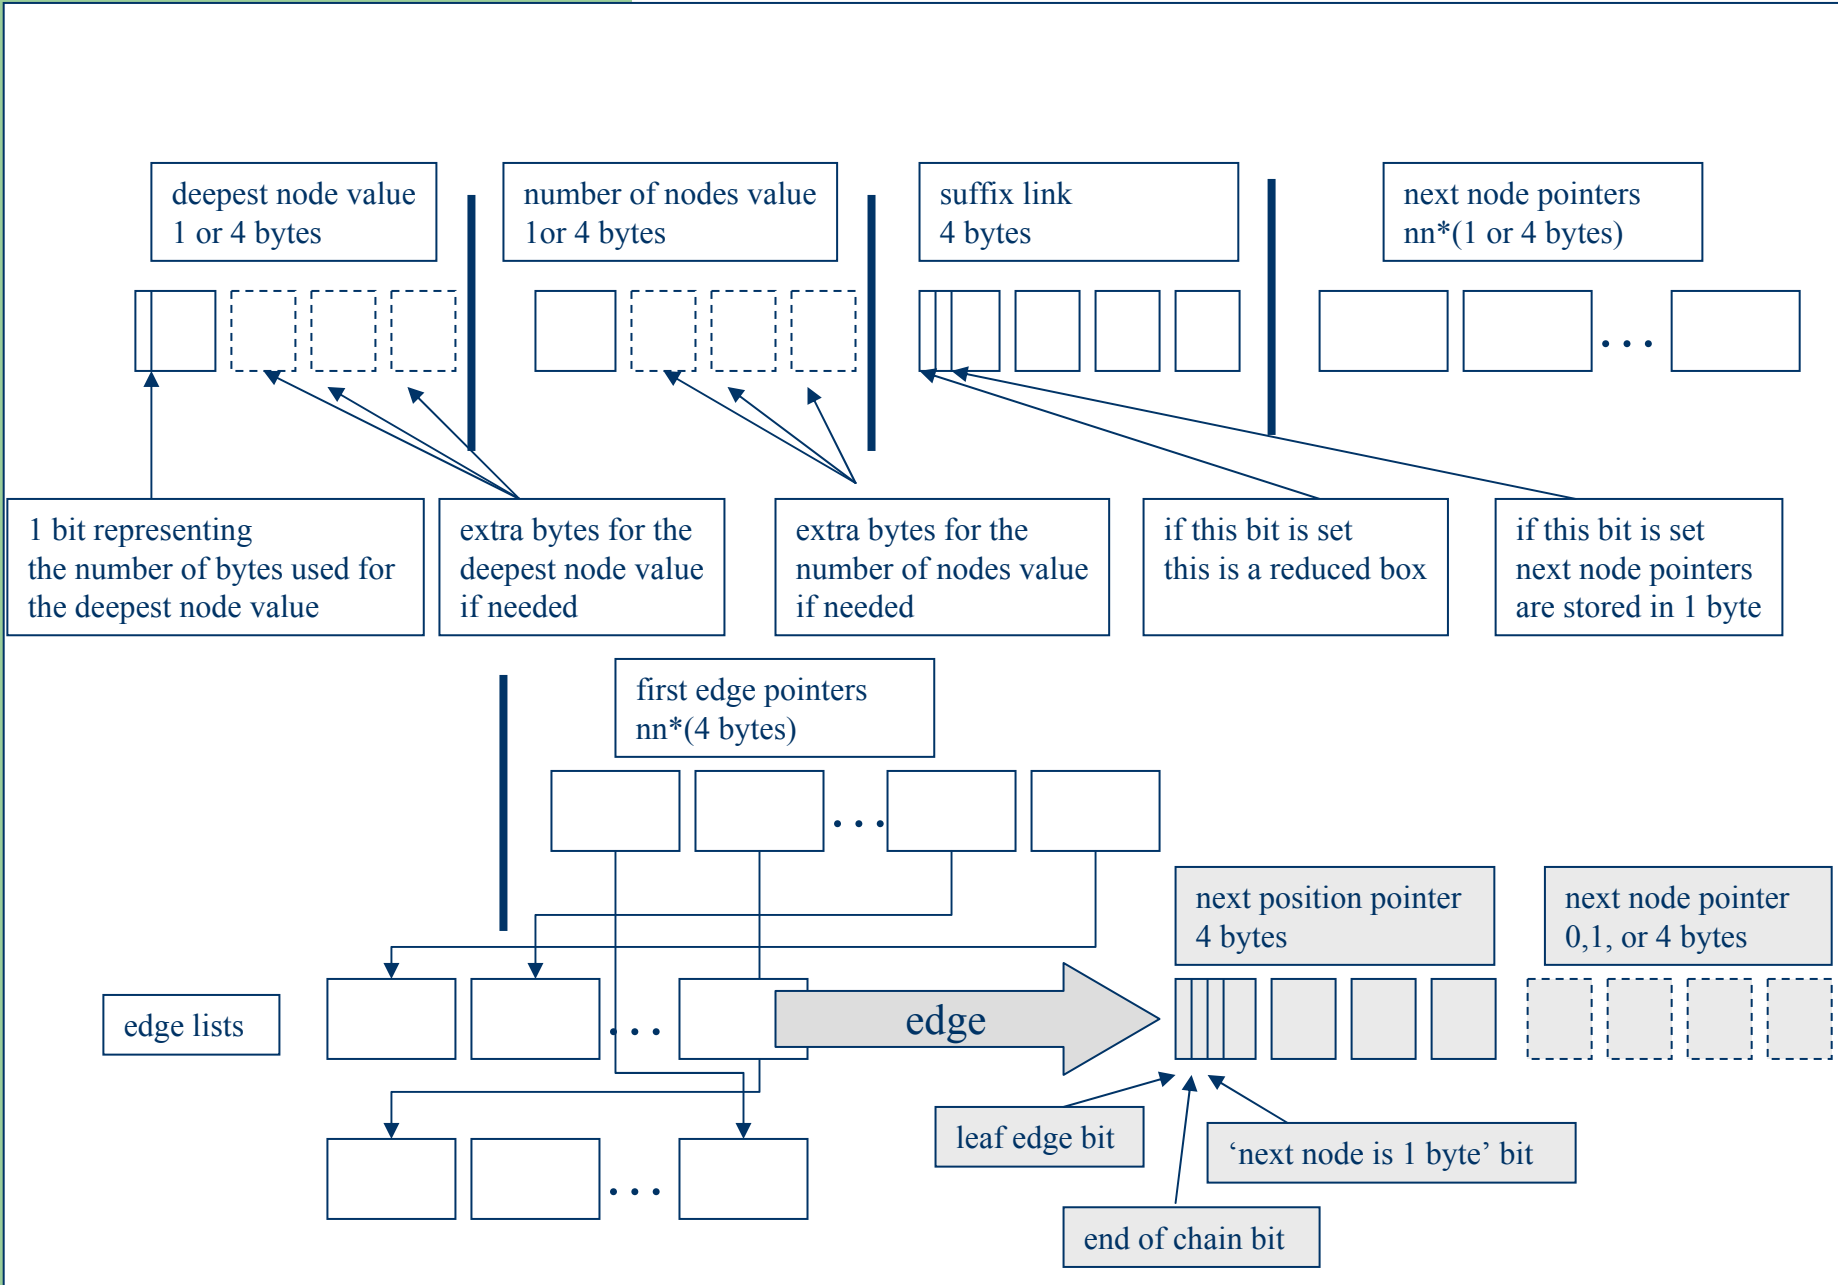 deepest node value
1 or 4 bytes
number of nodes value
1or 4 bytes
suffix link
4 bytes
next node pointers
nn*(1 or 4 bytes)
1 bit representing
the number of bytes used for
the deepest node value
extra bytes for the
deepest node value
if needed
extra bytes for the
number of nodes value
if needed
if this bit is set
this is a reduced box
if this bit is set
next node pointers
are stored in 1 byte
first edge pointers
nn*(4 bytes)
next position pointer
4 bytes
next node pointer
0,1, or 4 bytes
edge lists
edge
leaf edge bit
‘next node is 1 byte’ bit
end of chain bit